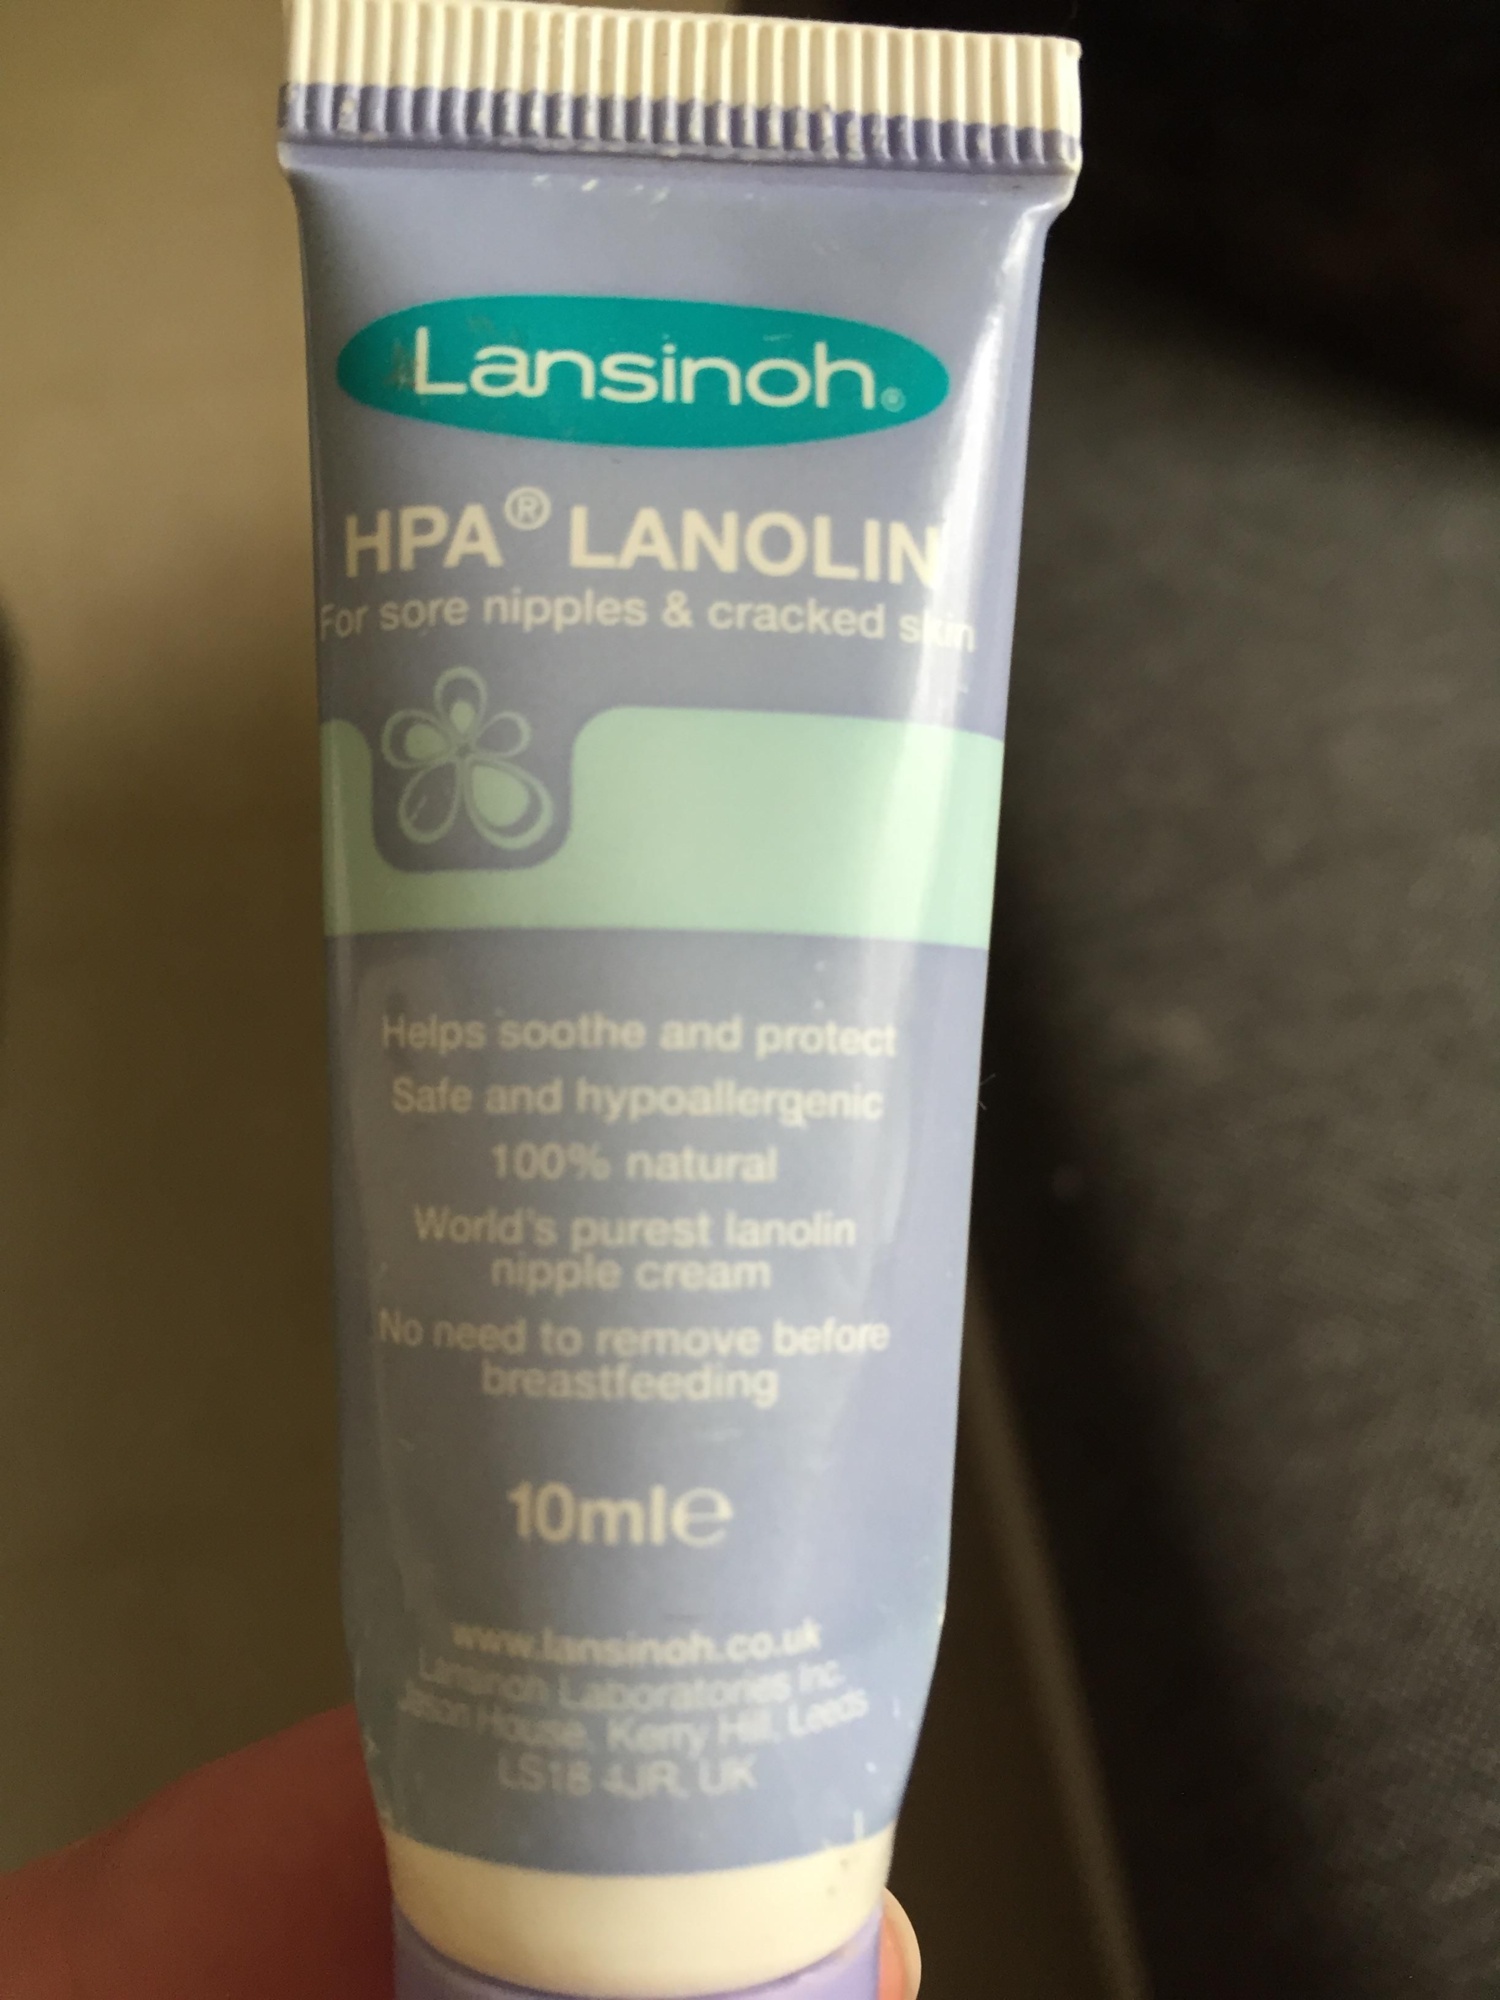 Lansinoh®
HPA® LANOLIN
For sore nipples & cracked skin
Helps soothe and protect
Safe and hypoallergenic
100% natural
World's purest lanolin
nipple cream
No need to remove before
breastfeeding
10ml℮
www.lansinoh.co.uk
Lansinoh Laboratories Inc.
House, Kerry Hill, Leeds
LS18 4JR, UK